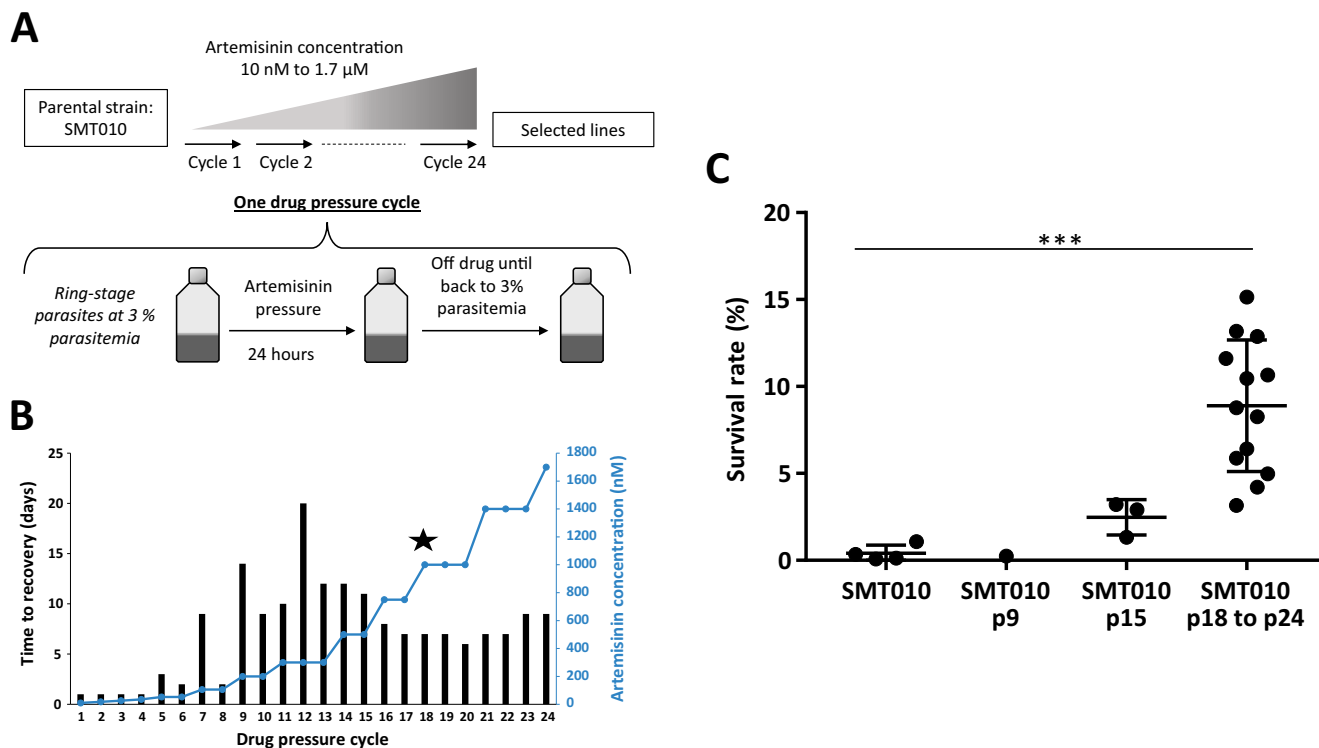 A
Artemisinin concentration
10 nM to 1.7 µM
Parental strain:
SMT010
Selected lines
Cycle 1
Cycle 2
Cycle 24
One drug pressure cycle
Ring-stage
parasites at 3 %
parasitemia
Artemisinin
pressure
24 hours
Off drug until
back to 3%
parasitemia
B
Time to recovery (days)
25
20
15
10
5
0
1 2 3 4 5 6 7 8 9 10 11 12 13 14 15 16 17 18 19 20 21 22 23 24
Drug pressure cycle
1800
1600
1400
1200
1000
800
600
400
200
0
Artemisinin concentration (nM)
C
Survival rate (%)
20
15
10
5
0
***
SMT010
SMT010
p9
SMT010
p15
SMT010
p18 to p24